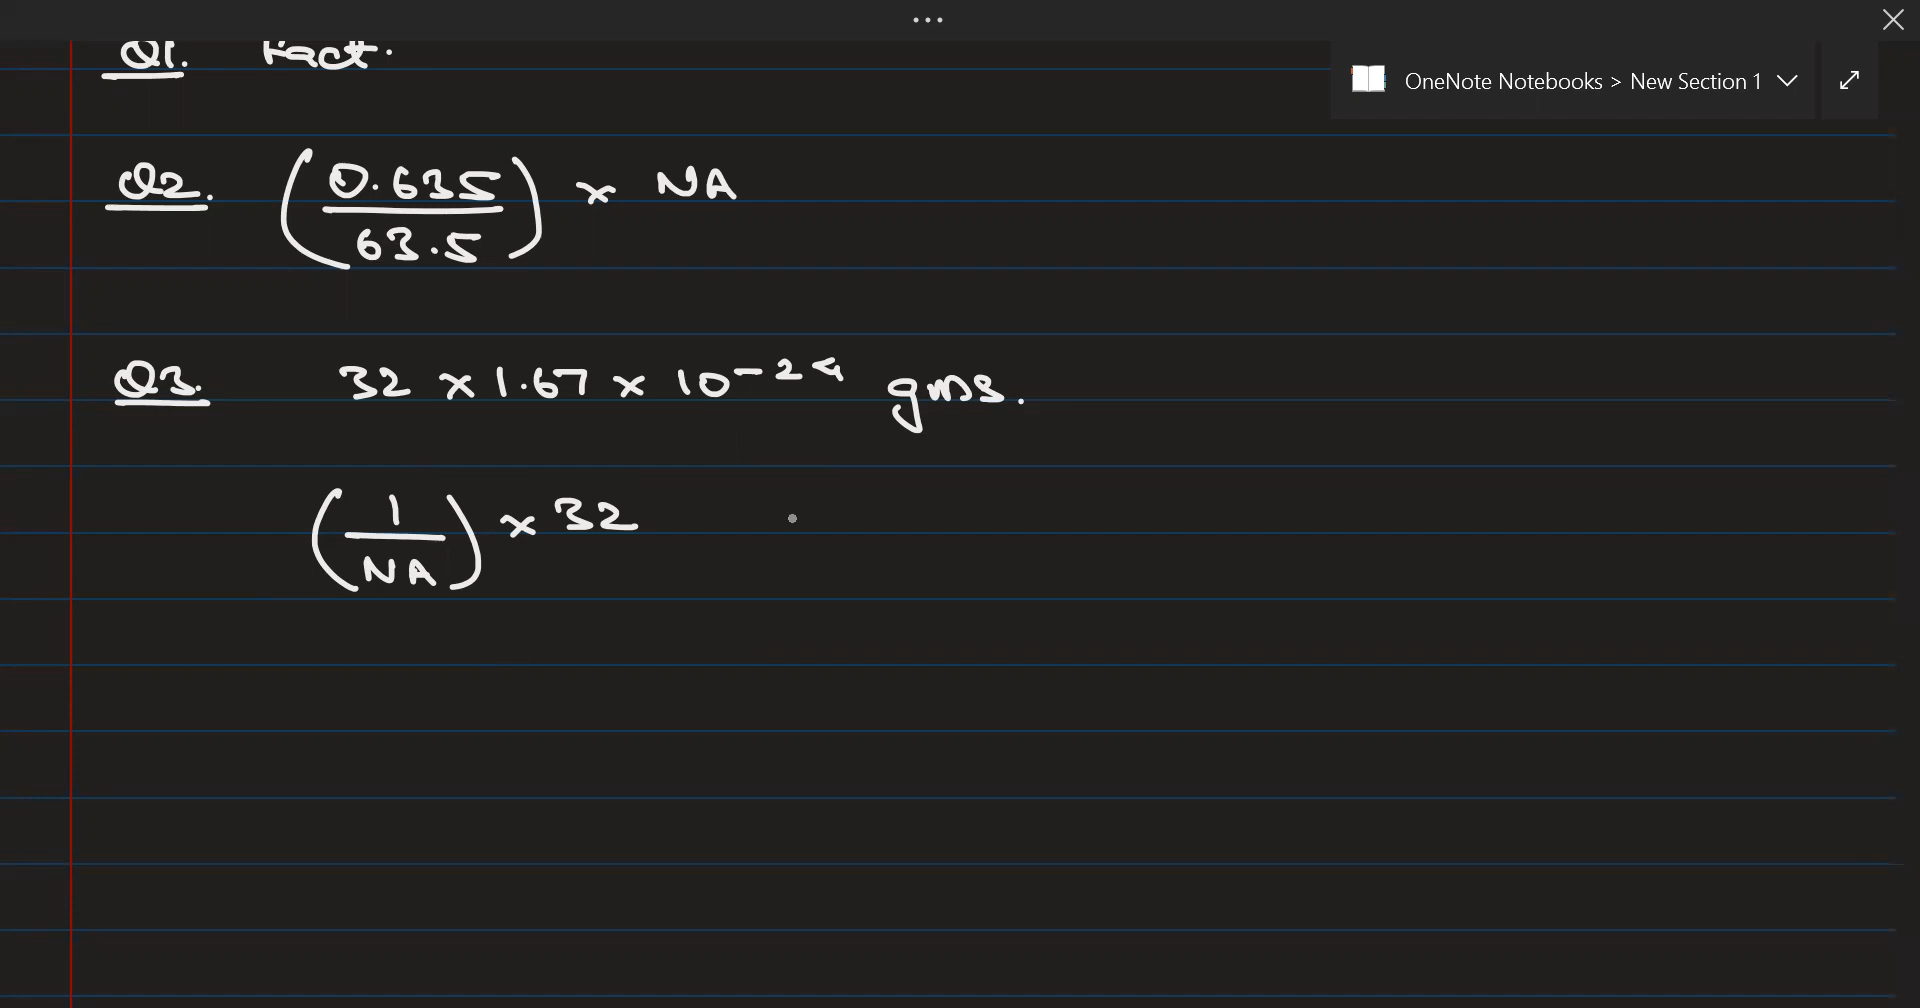 ...
Q1. Fact.
OneNote Notebooks > New Section 1
Q2. (0.635/63.5) × NA
Q3. 32 × 1.67 × 10⁻²⁴ gms.
(1/NA) × 32